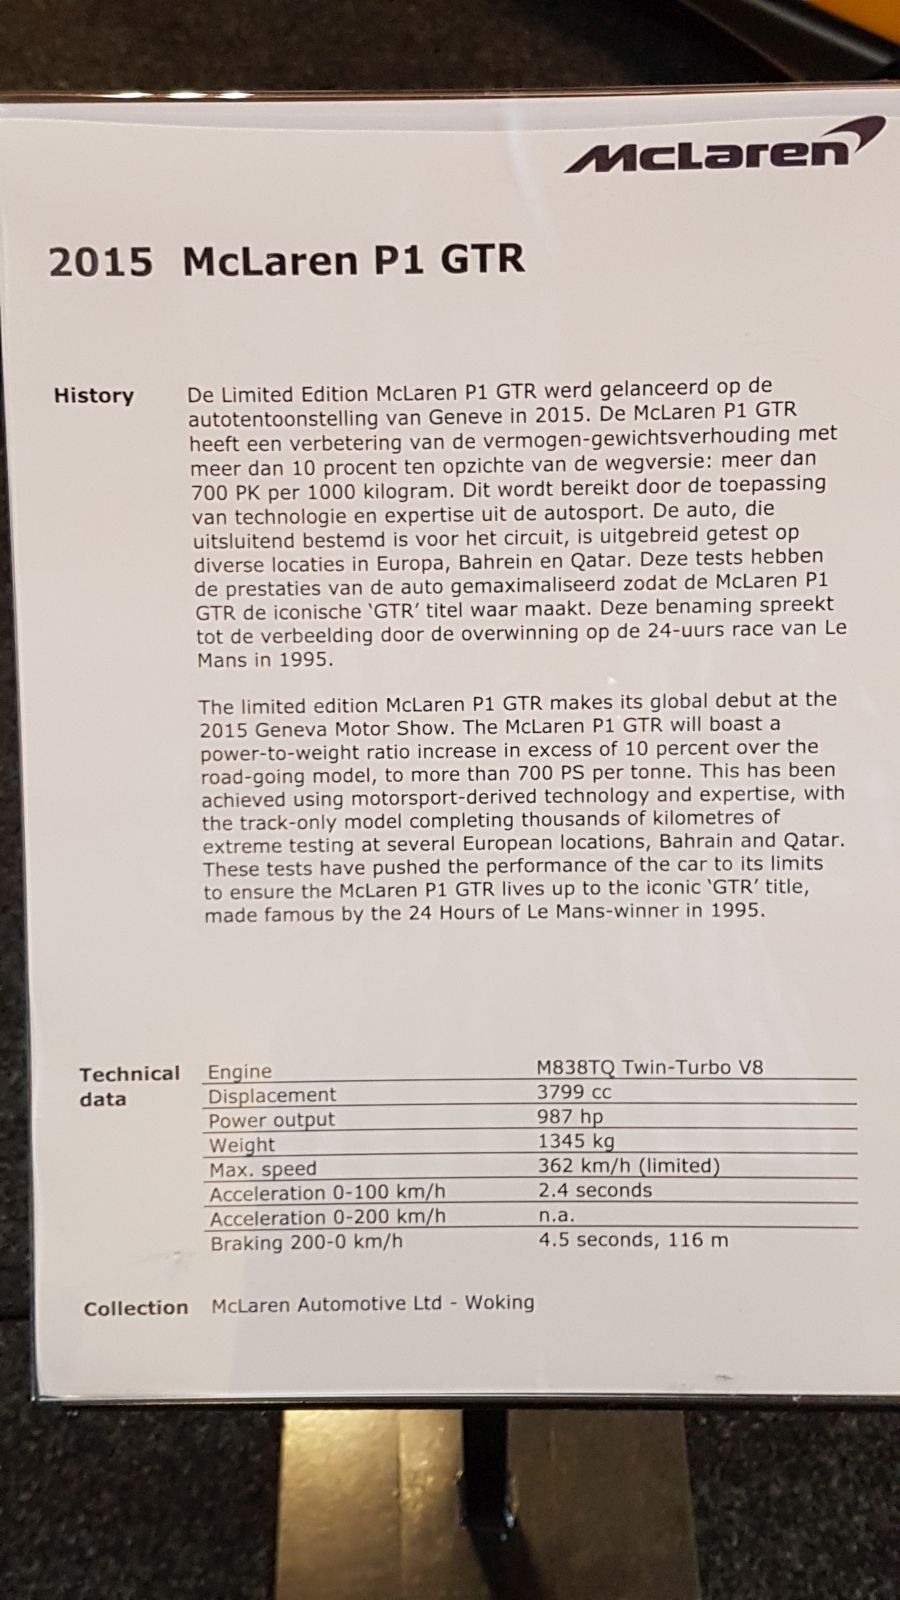 McLaren
2015 McLaren P1 GTR
History
De Limited Edition McLaren P1 GTR werd gelanceerd op de
autotentoonstelling van Geneve in 2015. De McLaren P1 GTR
heeft een verbetering van de vermogen-gewichtsverhouding met
meer dan 10 procent ten opzichte van de wegversie: meer dan
700 PK per 1000 kilogram. Dit wordt bereikt door de toepassing
van technologie en expertise uit de autosport. De auto, die
uitsluitend bestemd is voor het circuit, is uitgebreid getest op
diverse locaties in Europa, Bahrein en Qatar. Deze tests hebben
de prestaties van de auto gemaximaliseerd zodat de McLaren P1
GTR de iconische ‘GTR’ titel waar maakt. Deze benaming spreekt
tot de verbeelding door de overwinning op de 24-uurs race van Le
Mans in 1995.
The limited edition McLaren P1 GTR makes its global debut at the
2015 Geneva Motor Show. The McLaren P1 GTR will boast a
power-to-weight ratio increase in excess of 10 percent over the
road-going model, to more than 700 PS per tonne. This has been
achieved using motorsport-derived technology and expertise, with
the track-only model completing thousands of kilometres of
extreme testing at several European locations, Bahrain and Qatar.
These tests have pushed the performance of the car to its limits
to ensure the McLaren P1 GTR lives up to the iconic ‘GTR’ title,
made famous by the 24 Hours of Le Mans-winner in 1995.
Technical
data
Engine M838TQ Twin-Turbo V8
Displacement 3799 cc
Power output 987 hp
Weight 1345 kg
Max. speed 362 km/h (limited)
Acceleration 0-100 km/h 2.4 seconds
Acceleration 0-200 km/h n.a.
Braking 200-0 km/h 4.5 seconds, 116 m
Collection McLaren Automotive Ltd - Woking